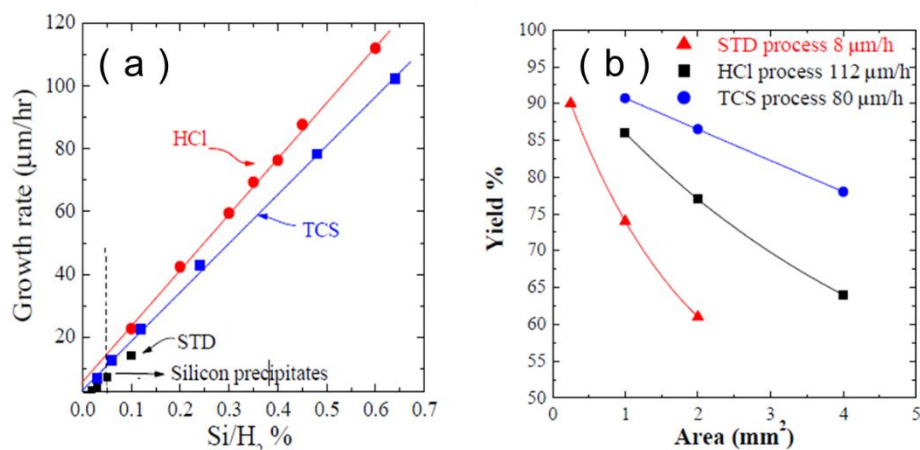 ( a )
Growth rate (μm/hr)
120
100
80
60
40
20
HCl
TCS
STD
Silicon precipitates
0.0 0.1 0.2 0.3 0.4 0.5 0.6 0.7
Si/H, %
( b )
STD process 8 μm/h
HCl process 112 μm/h
TCS process 80 μm/h
Yield %
100
95
90
85
80
75
70
65
60
55
50
0 1 2 3 4 5
Area (mm²)